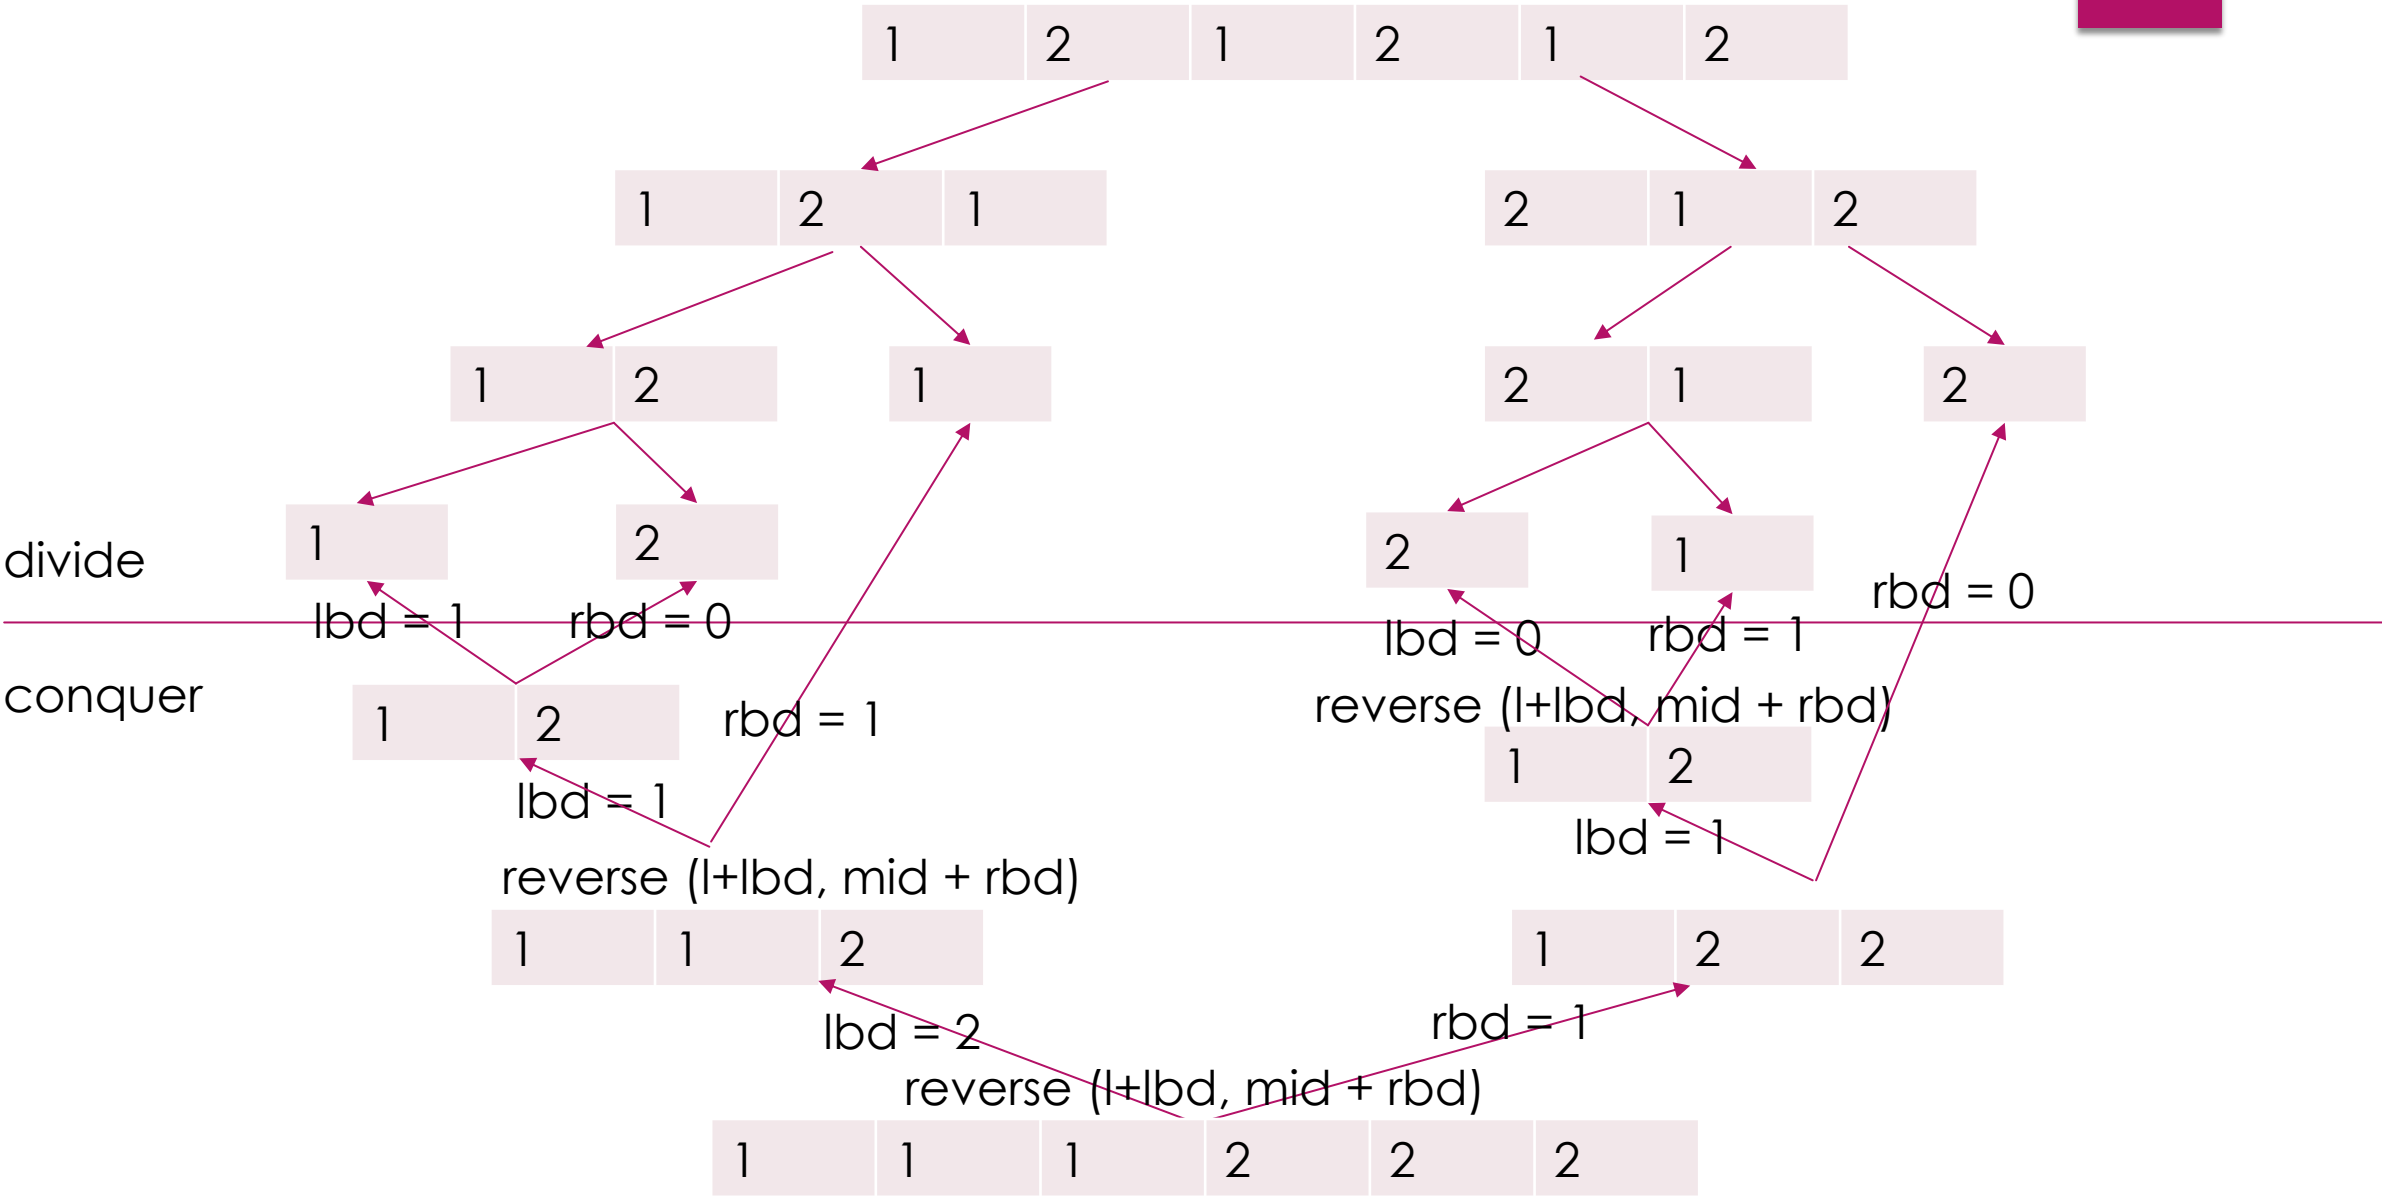 1 2 1 2 1 2
1 2 1
2 1 2
1 2
1
2 1
2
1
2
2
1
divide
lbd = 1
rbd = 0
lbd = 0
rbd = 1
rbd = 0
conquer
1 2
rbd = 1
reverse (l+lbd, mid + rbd)
1 2
lbd = 1
lbd = 1
reverse (l+lbd, mid + rbd)
1 1 2
1 2 2
lbd = 2
rbd = 1
reverse (l+lbd, mid + rbd)
1 1 1 2 2 2